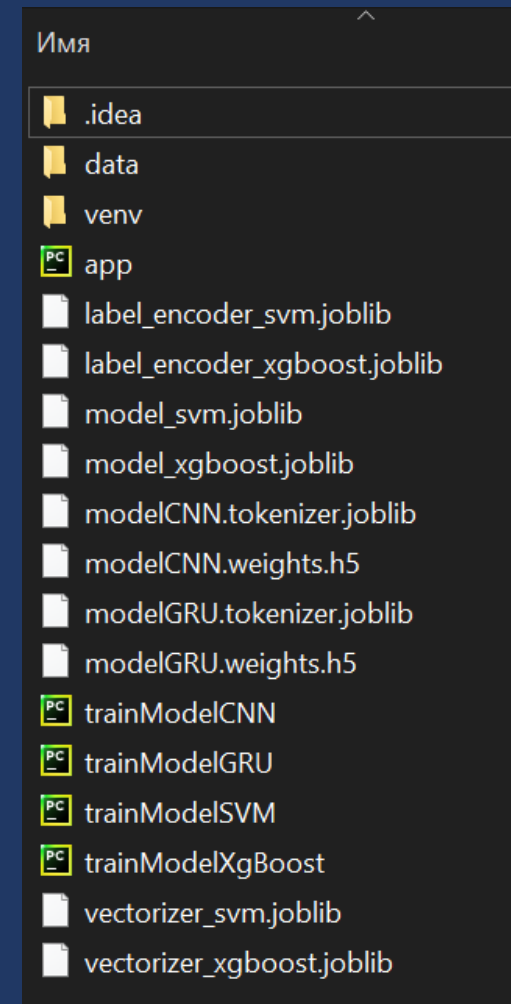 Имя
.idea
data
venv
app
label_encoder_svm.joblib
label_encoder_xgboost.joblib
model_svm.joblib
model_xgboost.joblib
modelCNN.tokenizer.joblib
modelCNN.weights.h5
modelGRU.tokenizer.joblib
modelGRU.weights.h5
trainModelCNN
trainModelGRU
trainModelSVM
trainModelXgBoost
vectorizer_svm.joblib
vectorizer_xgboost.joblib